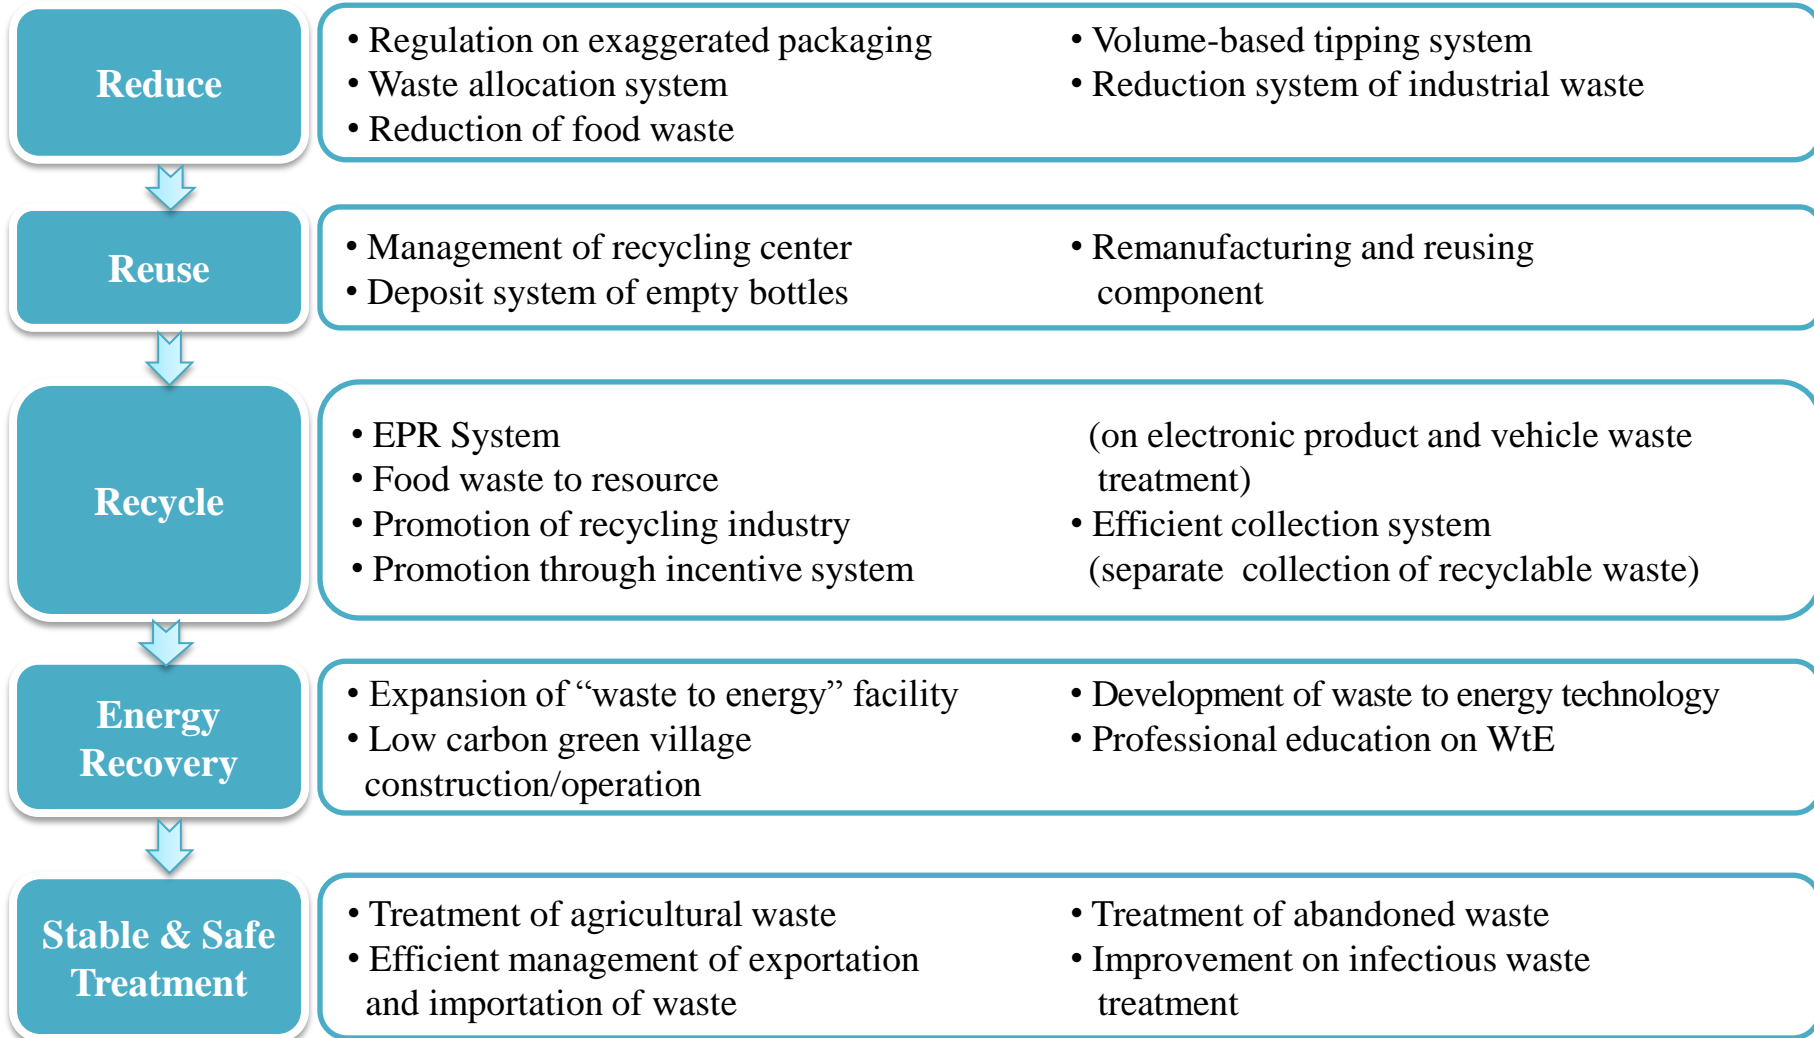 Reduce
• Regulation on exaggerated packaging
• Waste allocation system
• Reduction of food waste
• Volume-based tipping system
• Reduction system of industrial waste
Reuse
• Management of recycling center
• Deposit system of empty bottles
• Remanufacturing and reusing
component
Recycle
• EPR System
• Food waste to resource
• Promotion of recycling industry
• Promotion through incentive system
(on electronic product and vehicle waste
treatment)
• Efficient collection system
(separate collection of recyclable waste)
Energy
Recovery
• Expansion of “waste to energy” facility
• Low carbon green village
construction/operation
• Development of waste to energy technology
• Professional education on WtE
Stable & Safe
Treatment
• Treatment of agricultural waste
• Efficient management of exportation
and importation of waste
• Treatment of abandoned waste
• Improvement on infectious waste
treatment